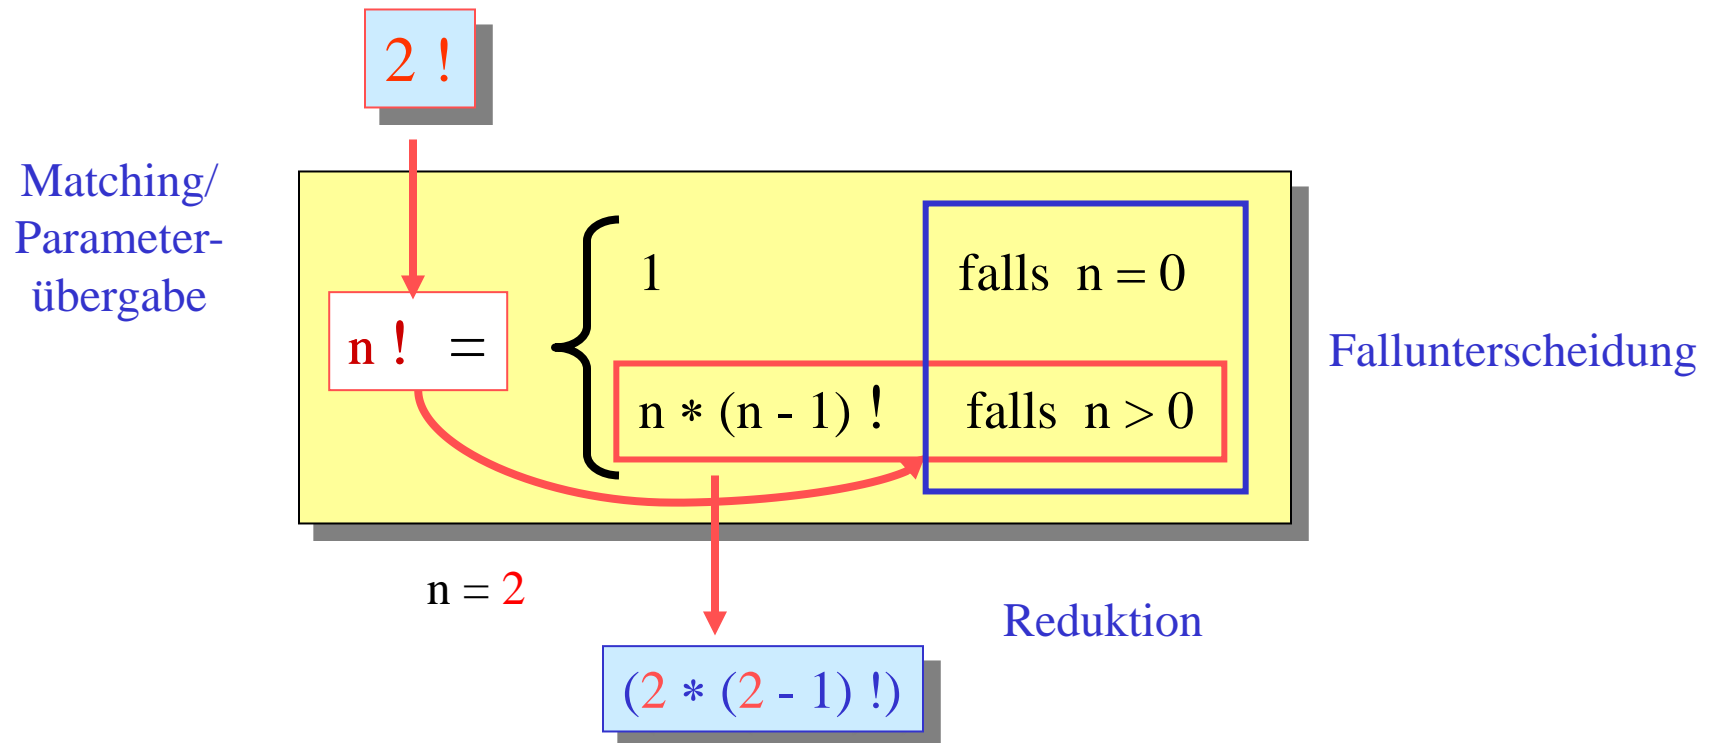 2 !
Matching/
Parameter-
übergabe
1 falls n = 0
n ! =
Fallunterscheidung
n * (n - 1) ! falls n > 0
n = 2
Reduktion
(2 * (2 - 1) !)